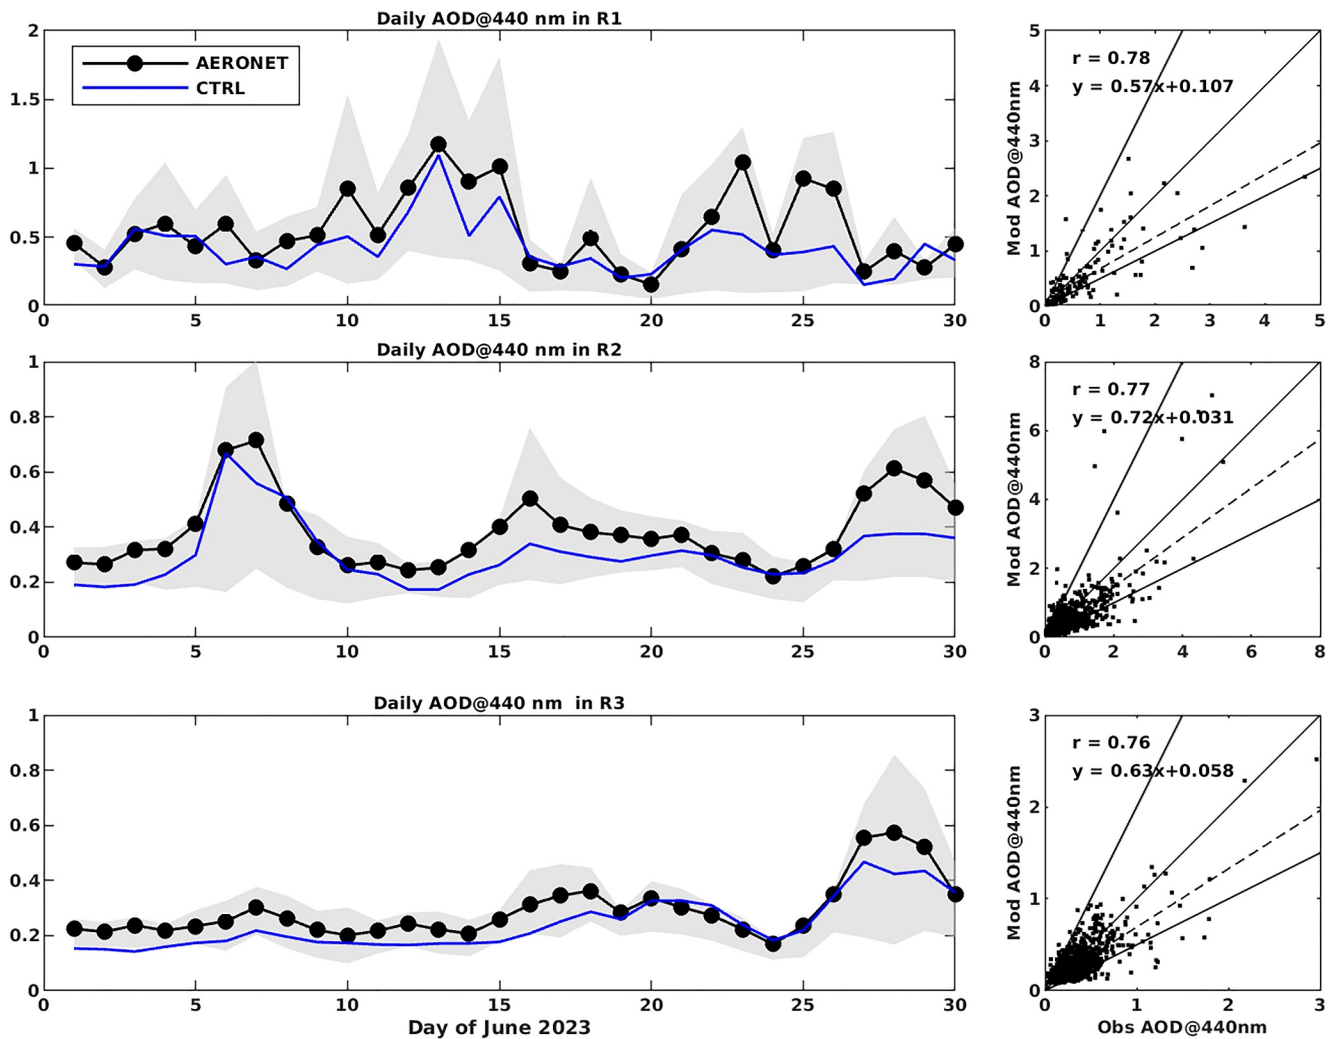 Daily AOD@440 nm in R1
2
1.5
1
0.5
0
0 5 10 15 20 25 30
AERONET
CTRL
Mod AOD@440nm
5
4
3
2
1
0
0 1 2 3 4 5
r = 0.78
y = 0.57x+0.107
Daily AOD@440 nm in R2
1
0.8
0.6
0.4
0.2
0
0 5 10 15 20 25 30
Mod AOD@440nm
8
6
4
2
0
0 2 4 6 8
r = 0.77
y = 0.72x+0.031
Daily AOD@440 nm in R3
1
0.8
0.6
0.4
0.2
0
0 5 10 15 20 25 30
Day of June 2023
Mod AOD@440nm
3
2
1
0
0 1 2 3
r = 0.76
y = 0.63x+0.058
Obs AOD@440nm